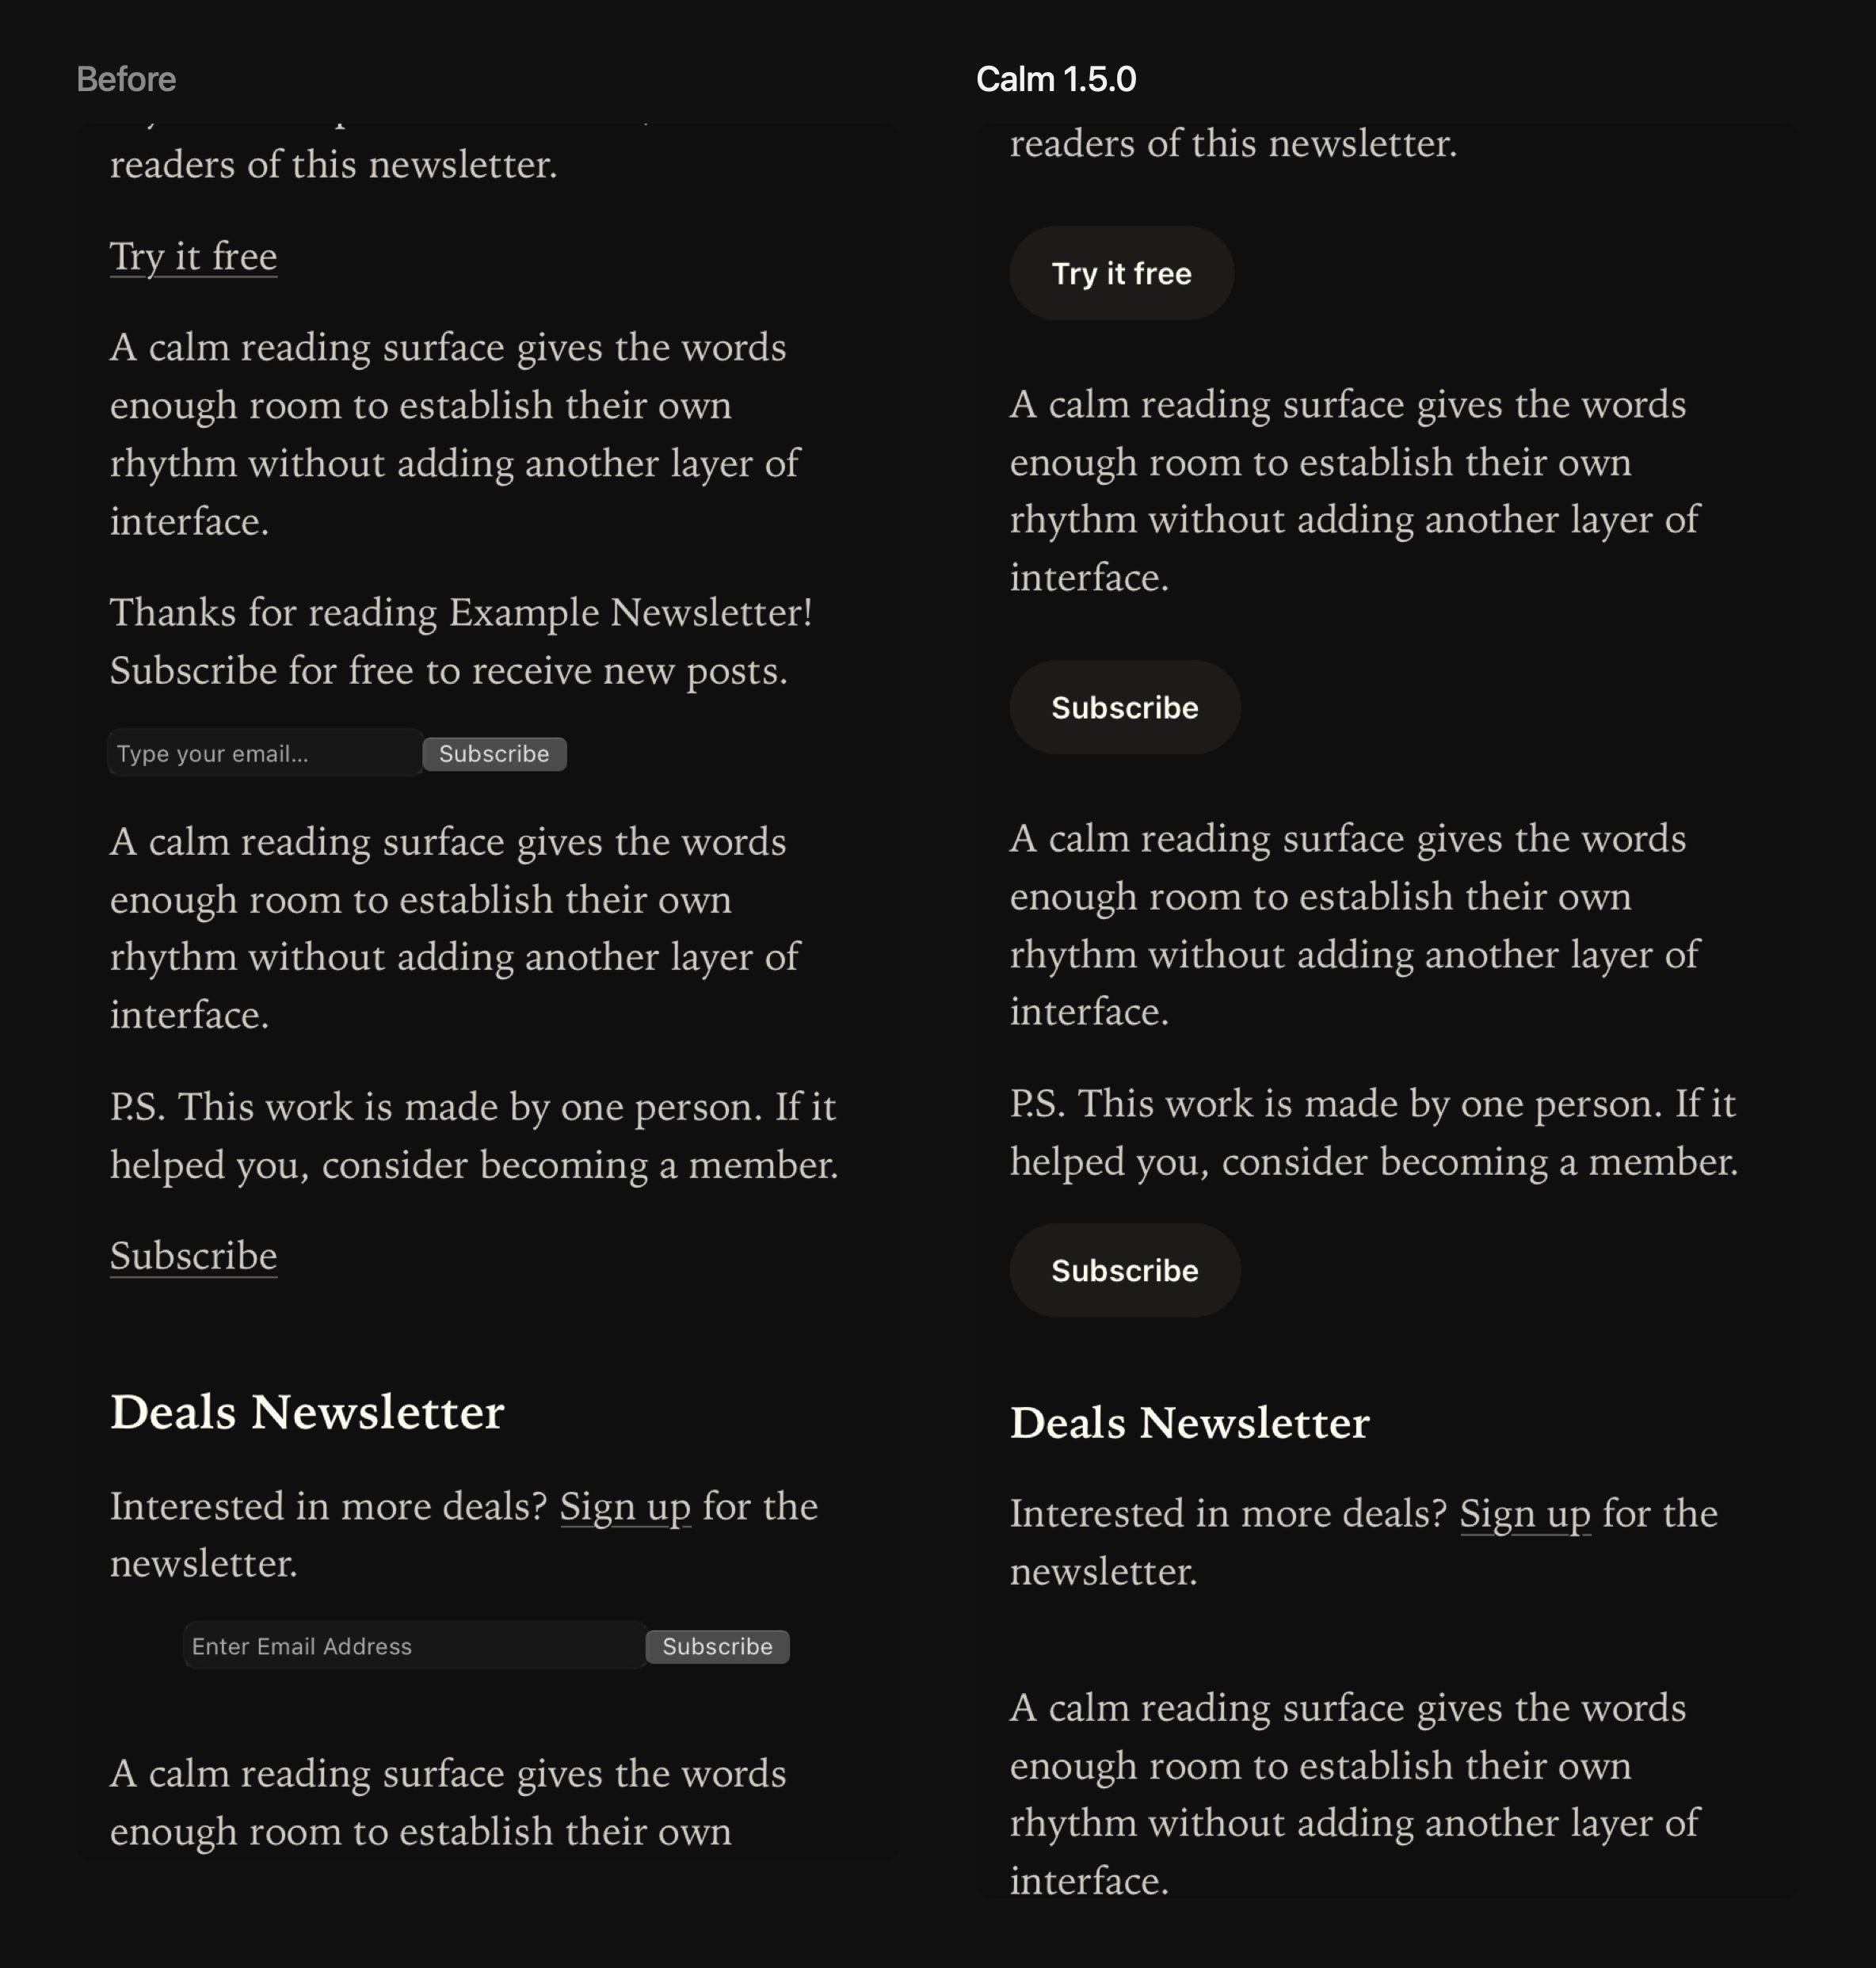 Before
readers of this newsletter.
Try it free
A calm reading surface gives the words
enough room to establish their own
rhythm without adding another layer of
interface.
Thanks for reading Example Newsletter!
Subscribe for free to receive new posts.
Type your email... Subscribe
A calm reading surface gives the words
enough room to establish their own
rhythm without adding another layer of
interface.
P.S. This work is made by one person. If it
helped you, consider becoming a member.
Subscribe
Deals Newsletter
Interested in more deals? Sign up for the
newsletter.
Enter Email Address Subscribe
A calm reading surface gives the words
enough room to establish their own
Calm 1.5.0
readers of this newsletter.
Try it free
A calm reading surface gives the words
enough room to establish their own
rhythm without adding another layer of
interface.
Subscribe
A calm reading surface gives the words
enough room to establish their own
rhythm without adding another layer of
interface.
P.S. This work is made by one person. If it
helped you, consider becoming a member.
Subscribe
Deals Newsletter
Interested in more deals? Sign up for the
newsletter.
A calm reading surface gives the words
enough room to establish their own
rhythm without adding another layer of
interface.